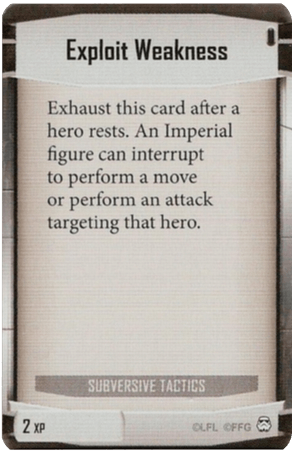 Exploit Weakness
Exhaust this card after a
hero rests. An Imperial
figure can interrupt
to perform a move
or perform an attack
targeting that hero.
SUBVERSIVE TACTICS
2 XP
©LFL ©FFG